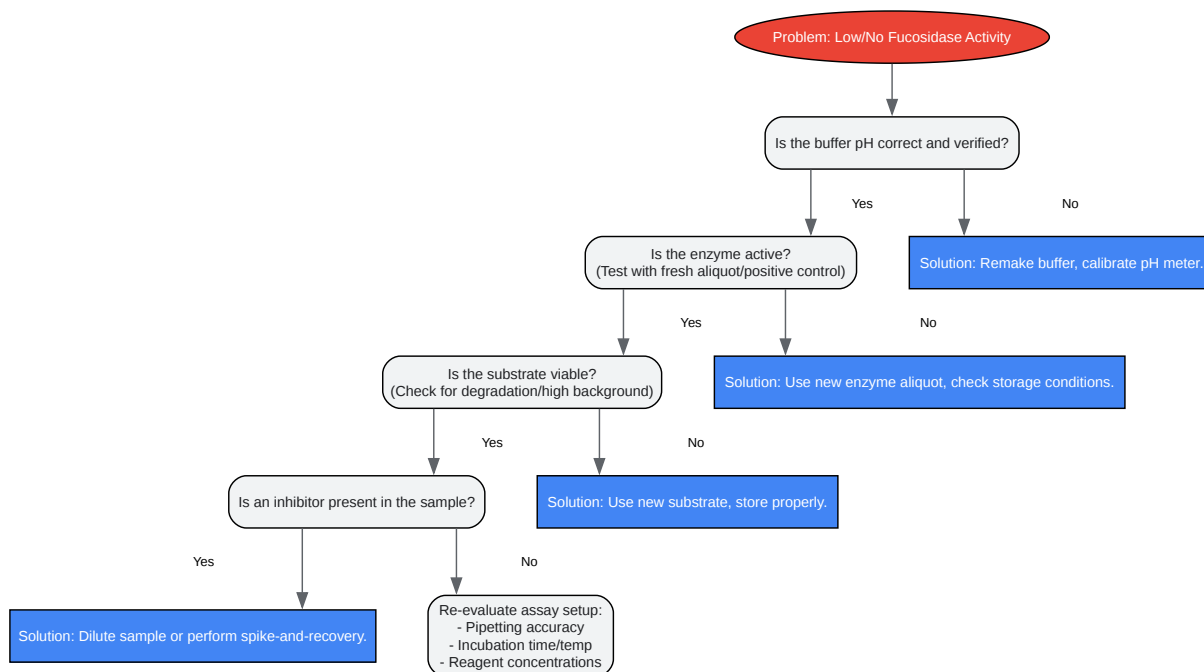 Problem: Low/No Fucosidase Activity
Is the buffer pH correct and verified?
Yes
No
Is the enzyme active?
(Test with fresh aliquot/positive control)
Solution: Remake buffer, calibrate pH meter.
Yes
No
Is the substrate viable?
(Check for degradation/high background)
Solution: Use new enzyme aliquot, check storage conditions.
Yes
No
Is an inhibitor present in the sample?
Solution: Use new substrate, store properly.
Yes
No
Solution: Dilute sample or perform spike-and-recovery.
Re-evaluate assay setup:
- Pipetting accuracy
- Incubation time/temp
- Reagent concentrations